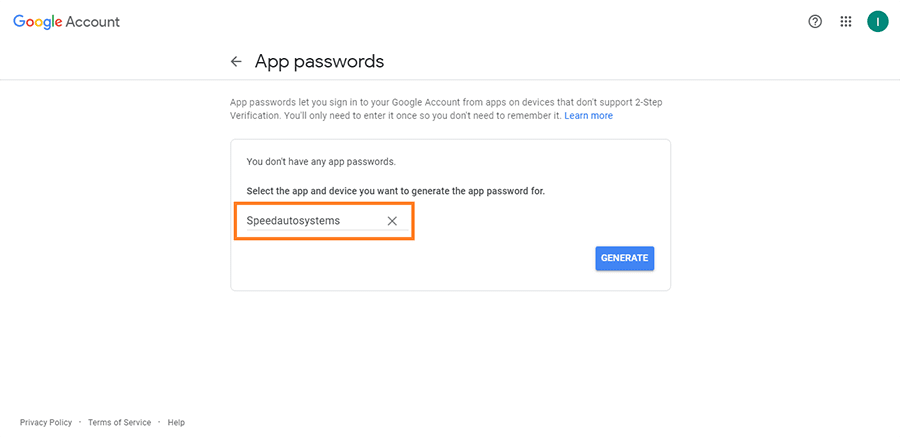 Google Account
I
App passwords
App passwords let you sign in to your Google Account from apps on devices that don't support 2-Step
Verification. You'll only need to enter it once so you don't need to remember it. Learn more
You don't have any app passwords.
Select the app and device you want to generate the app password for.
Speedautosystems
GENERATE
Privacy Policy · Terms of Service · Help